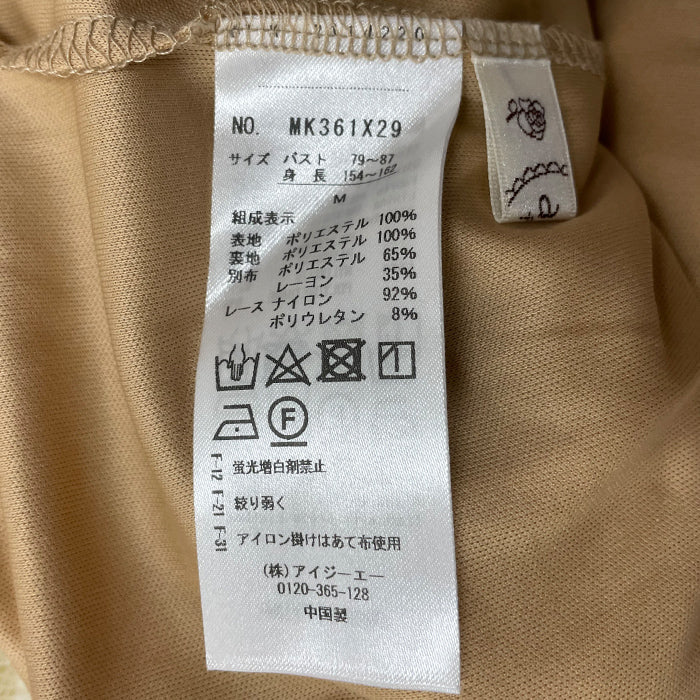 NO. MK361X29
サイズ バスト 79〜87
身長 154〜162
M
組成表示
表地 ポリエステル 100%
裏地 ポリエステル 100%
別布 ポリエステル 65%
レーヨン 35%
レース ナイロン 92%
ポリウレタン 8%
F
F-12 F-21 F-31
蛍光増白剤禁止
絞り弱く
アイロン掛けはあて布使用
(株)アイジーエー
0120-365-128
中国製